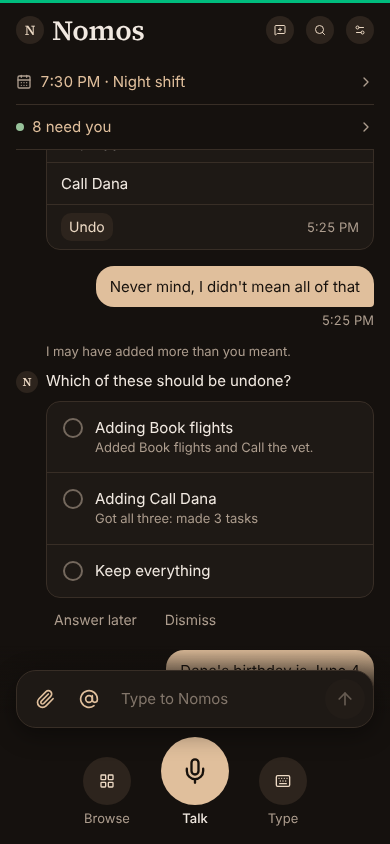 N Nomos
7:30 PM · Night shift
8 need you
Call Dana
Undo 5:25 PM
Never mind, I didn't mean all of that
5:25 PM
I may have added more than you meant.
N Which of these should be undone?
Adding Book flights
Added Book flights and Call the vet.
Adding Call Dana
Got all three: made 3 tasks
Keep everything
Answer later Dismiss
Dana's birthday is June 4
@ Type to Nomos
Browse Talk Type